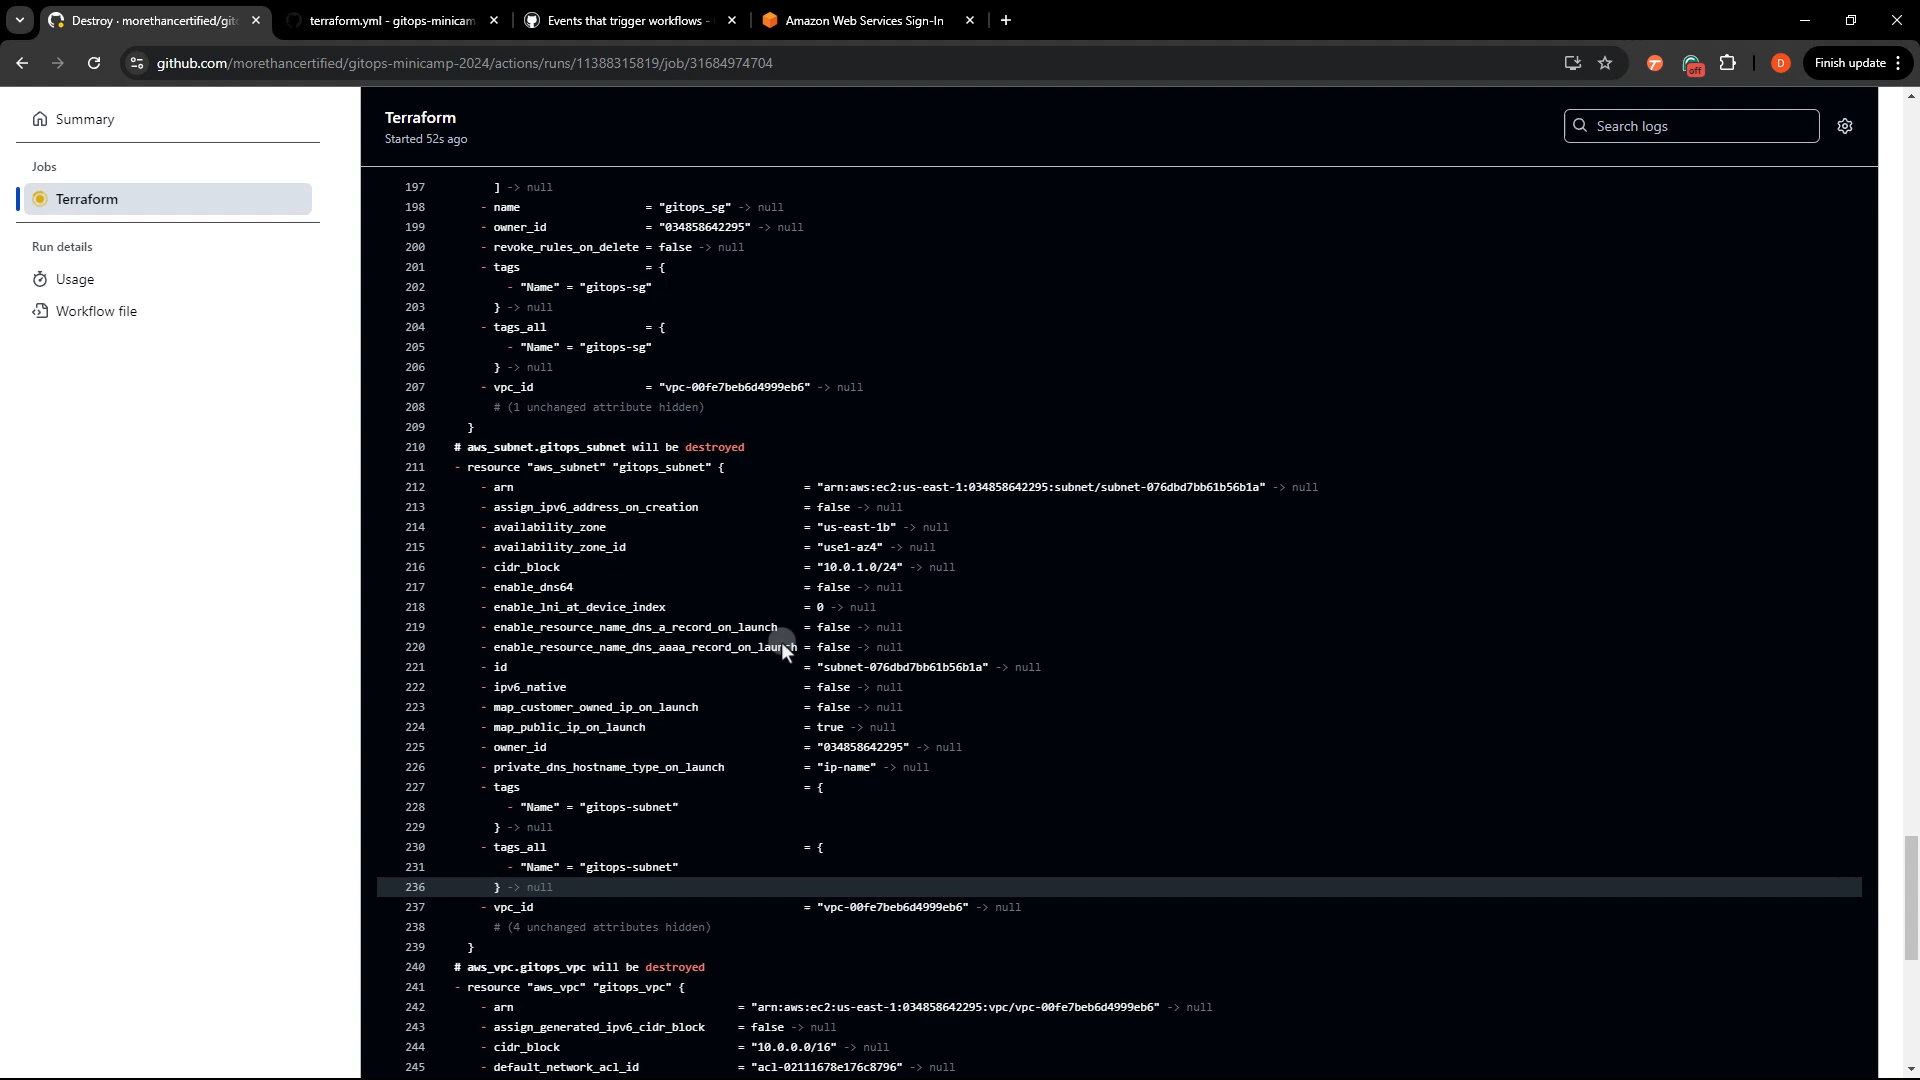 Destroy · morethancertified/git
terraform.yml - gitops-minicam
Events that trigger workflows -
Amazon Web Services Sign-In
github.com/morethancertified/gitops-minicamp-2024/actions/runs/11388315819/job/31684974704
off
D
Finish update
Summary
Jobs
Terraform
Run details
Usage
Workflow file
Terraform
Started 52s ago
Search logs
197 ] -> null
198 - name = "gitops_sg" -> null
199 - owner_id = "034858642295" -> null
200 - revoke_rules_on_delete = false -> null
201 - tags = {
202 - "Name" = "gitops-sg"
203 } -> null
204 - tags_all = {
205 - "Name" = "gitops-sg"
206 } -> null
207 - vpc_id = "vpc-00fe7beb6d4999eb6" -> null
208 # (1 unchanged attribute hidden)
209 }
210 # aws_subnet.gitops_subnet will be destroyed
211 - resource "aws_subnet" "gitops_subnet" {
212 - arn = "arn:aws:ec2:us-east-1:034858642295:subnet/subnet-076dbd7bb61b56b1a" -> null
213 - assign_ipv6_address_on_creation = false -> null
214 - availability_zone = "us-east-1b" -> null
215 - availability_zone_id = "use1-az4" -> null
216 - cidr_block = "10.0.1.0/24" -> null
217 - enable_dns64 = false -> null
218 - enable_lni_at_device_index = 0 -> null
219 - enable_resource_name_dns_a_record_on_launch = false -> null
220 - enable_resource_name_dns_aaaa_record_on_launch = false -> null
221 - id = "subnet-076dbd7bb61b56b1a" -> null
222 - ipv6_native = false -> null
223 - map_customer_owned_ip_on_launch = false -> null
224 - map_public_ip_on_launch = true -> null
225 - owner_id = "034858642295" -> null
226 - private_dns_hostname_type_on_launch = "ip-name" -> null
227 - tags = {
228 - "Name" = "gitops-subnet"
229 } -> null
230 - tags_all = {
231 - "Name" = "gitops-subnet"
236 } -> null
237 - vpc_id = "vpc-00fe7beb6d4999eb6" -> null
238 # (4 unchanged attributes hidden)
239 }
240 # aws_vpc.gitops_vpc will be destroyed
241 - resource "aws_vpc" "gitops_vpc" {
242 - arn = "arn:aws:ec2:us-east-1:034858642295:vpc/vpc-00fe7beb6d4999eb6" -> null
243 - assign_generated_ipv6_cidr_block = false -> null
244 - cidr_block = "10.0.0.0/16" -> null
245 - default_network_acl_id = "acl-02111678e176c8796" -> null